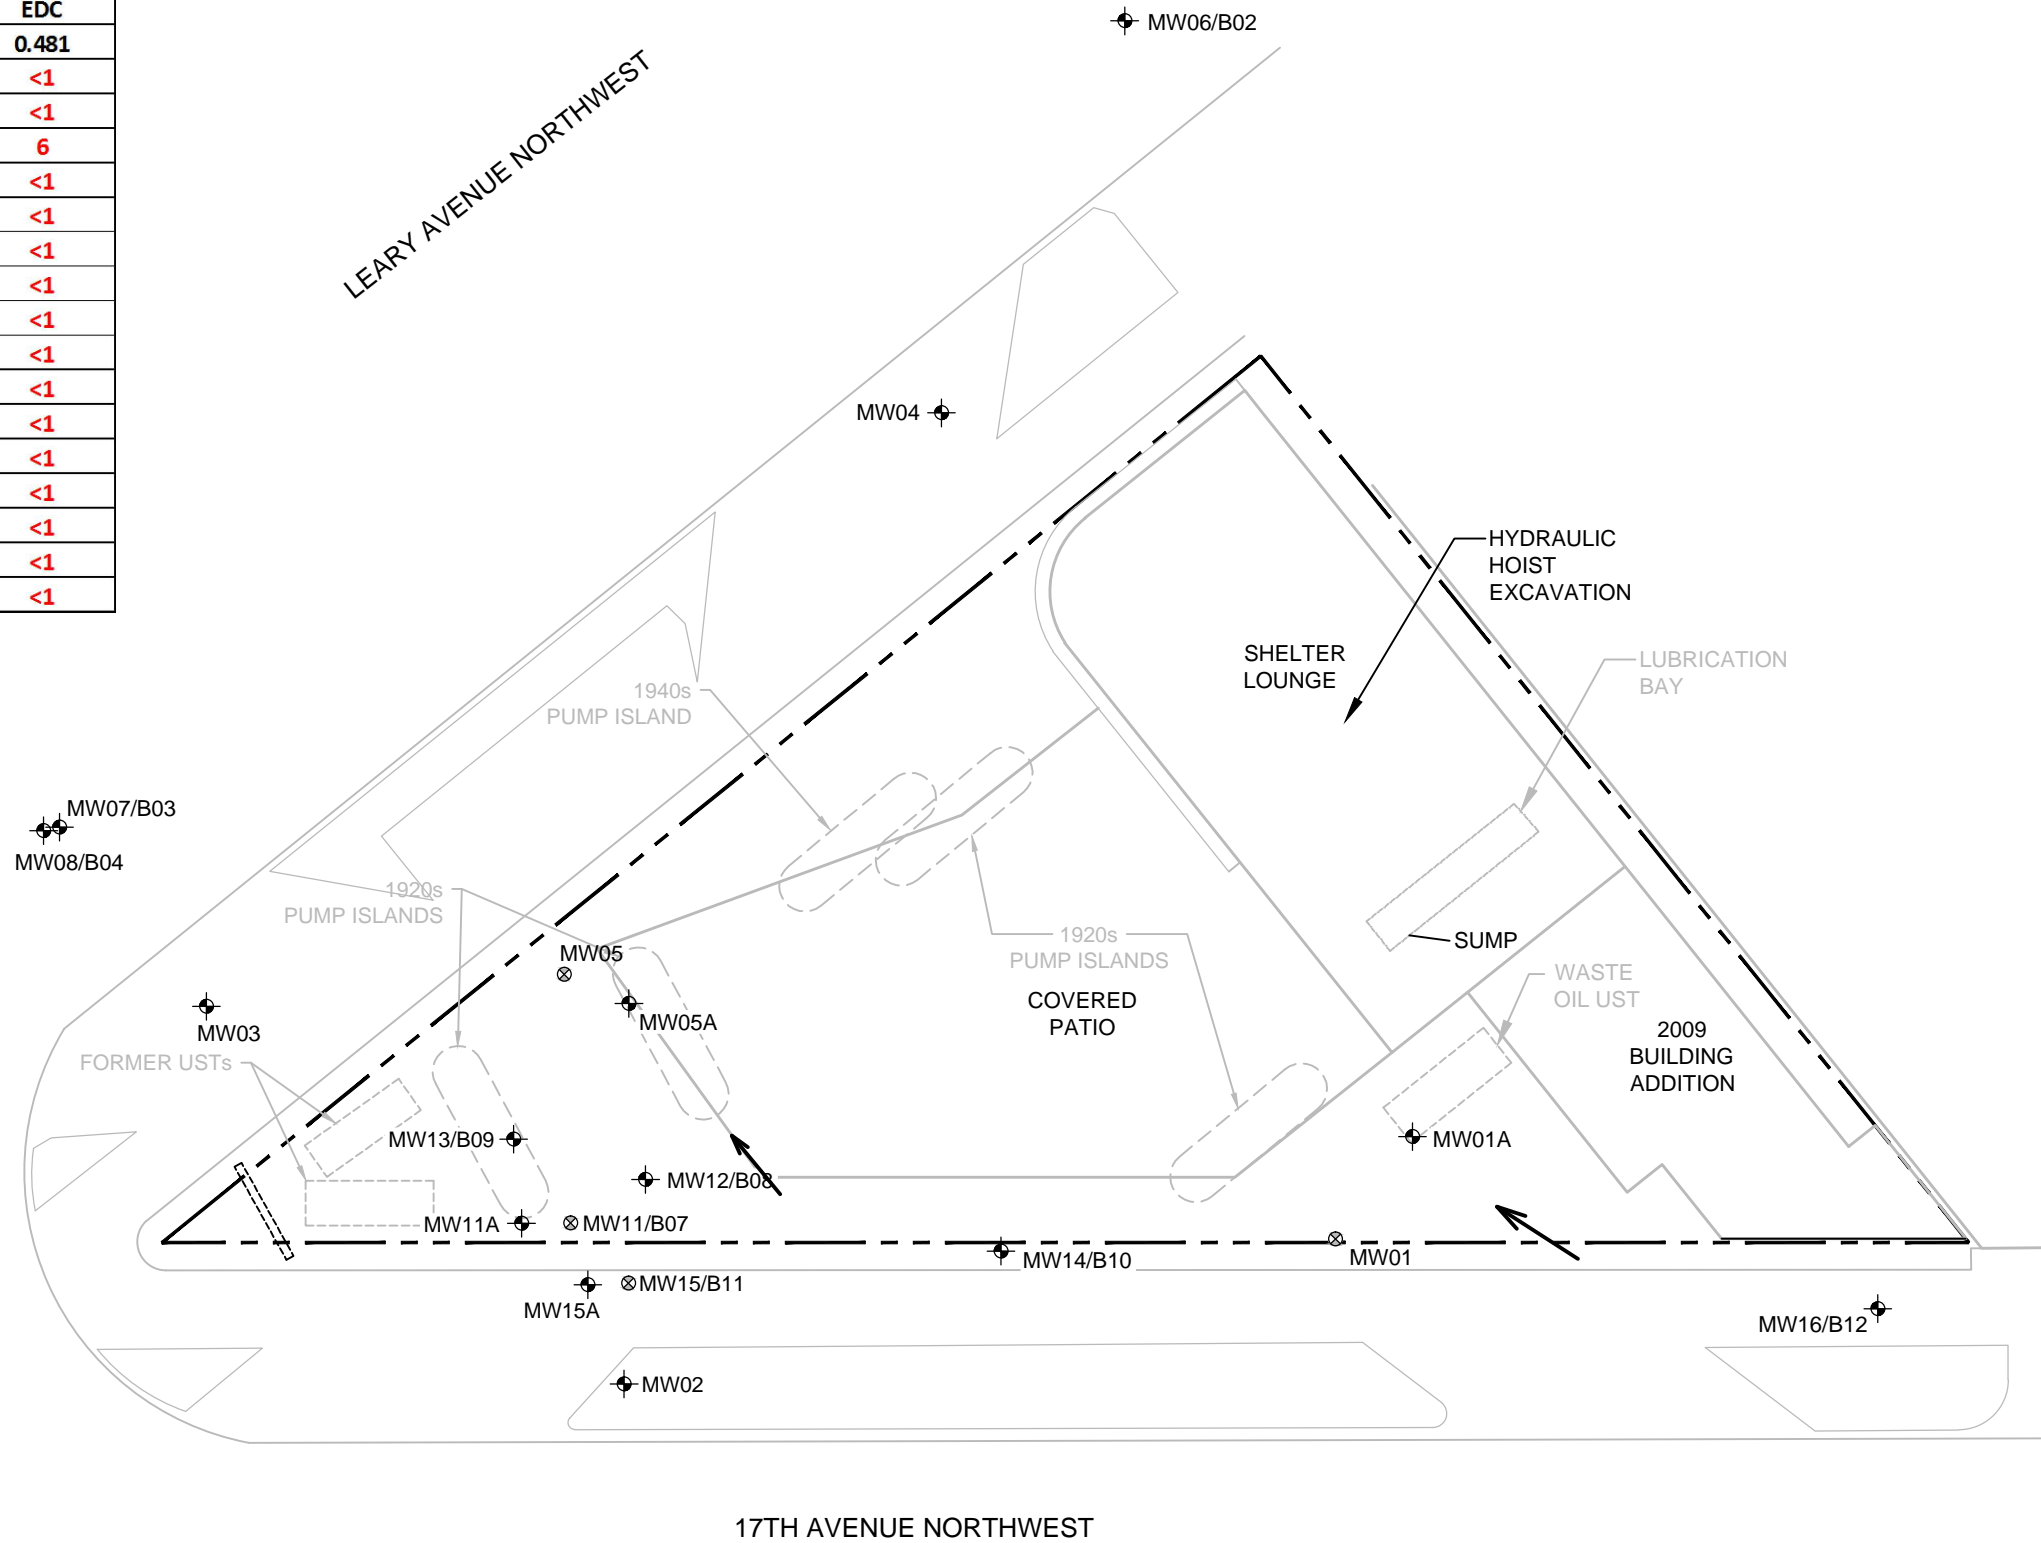 EDC
0.481
<1
<1
6
<1
<1
<1
<1
<1
<1
<1
<1
<1
<1
<1
<1
<1
MW06/B02
LEARY AVENUE NORTHWEST
MW04
HYDRAULIC
HOIST
EXCAVATION
SHELTER
LOUNGE
LUBRICATION
BAY
1940s
PUMP ISLAND
MW07/B03
MW08/B04
1920s
PUMP ISLANDS
MW05
1920s
PUMP ISLANDS
SUMP
WASTE
OIL UST
COVERED
PATIO
MW05A
MW03
2009
BUILDING
ADDITION
FORMER USTs
MW13/B09
MW01A
MW12/B08
MW11A
MW11/B07
MW14/B10
MW01
MW15/B11
MW15A
MW16/B12
MW02
17TH AVENUE NORTHWEST